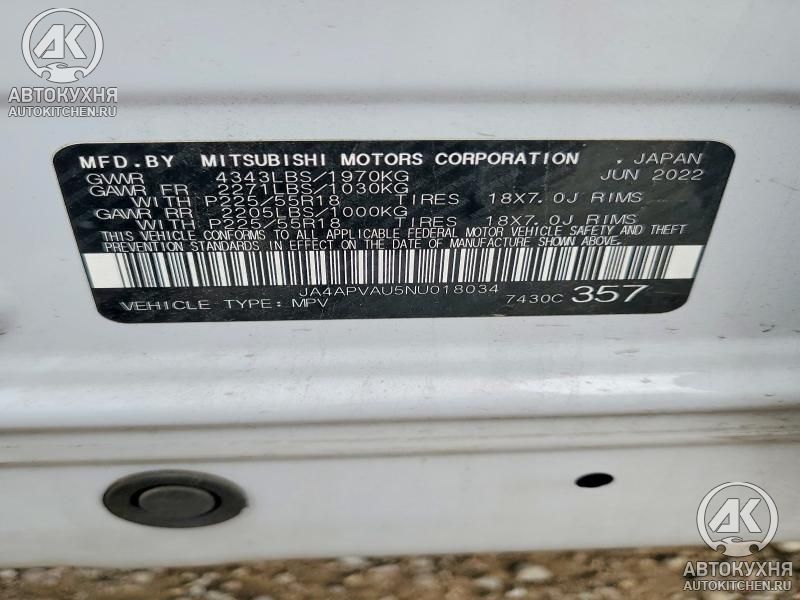 AK
АВТОКУХНЯ
AUTOKITCHEN.RU
MFD.BY MITSUBISHI MOTORS CORPORATION . JAPAN
GVWR 4343LBS/1970KG JUN 2022
GAWR FR 2271LBS/1030KG
WITH P225/55R18 TIRES 18X7.0J RIMS
GAWR RR 2205LBS/1000KG
WITH P225/55R18 TIRES 18X7.0J RIMS
THIS VEHICLE CONFORMS TO ALL APPLICABLE FEDERAL MOTOR VEHICLE SAFETY AND THEFT
PREVENTION STANDARDS IN EFFECT ON THE DATE OF MANUFACTURE SHOWN ABOVE.
JA4APVAU5NU018034
VEHICLE TYPE: MPV 7430C 357
AK
АВТОКУХНЯ
AUTOKITCHEN.RU